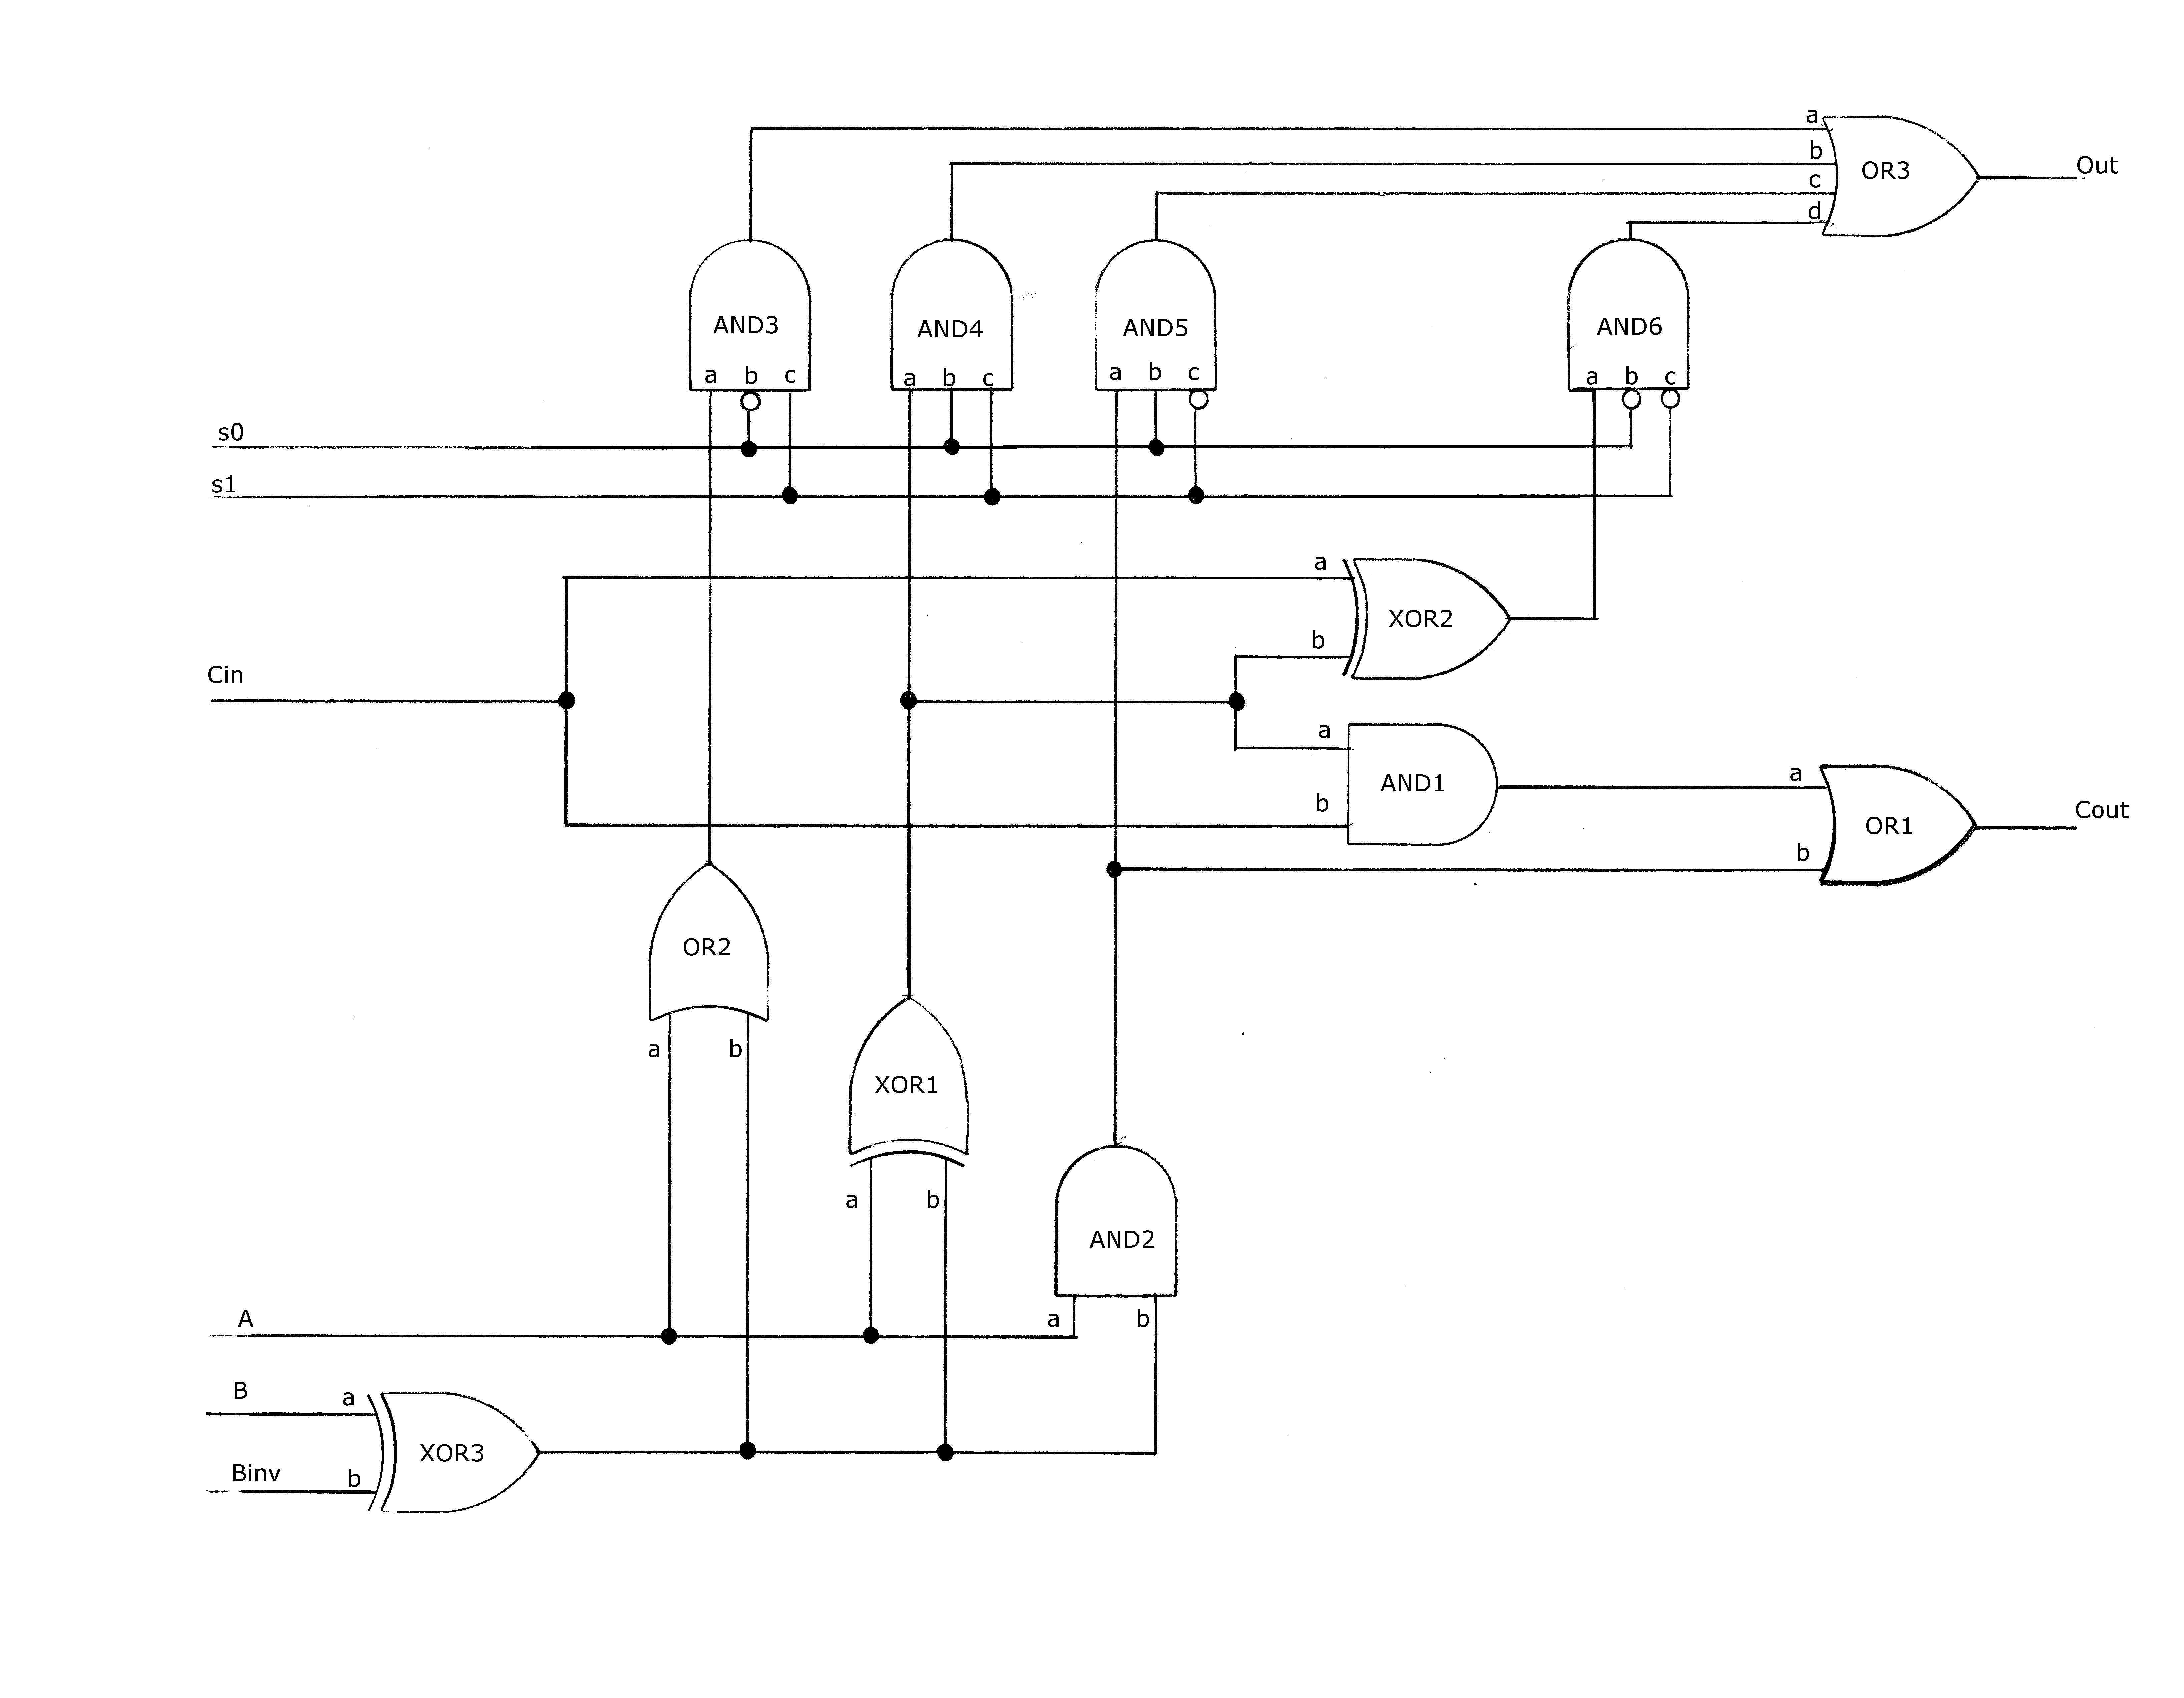 a
b
OR3
Out
c
d
AND3
AND4
AND5
AND6
a b c
a b c
a b c
a b c
s0
s1
a
XOR2
b
Cin
a
AND1
b
a
OR1
Cout
b
OR2
a b
XOR1
a b
AND2
a b
A
B
a
XOR3
Binv
b